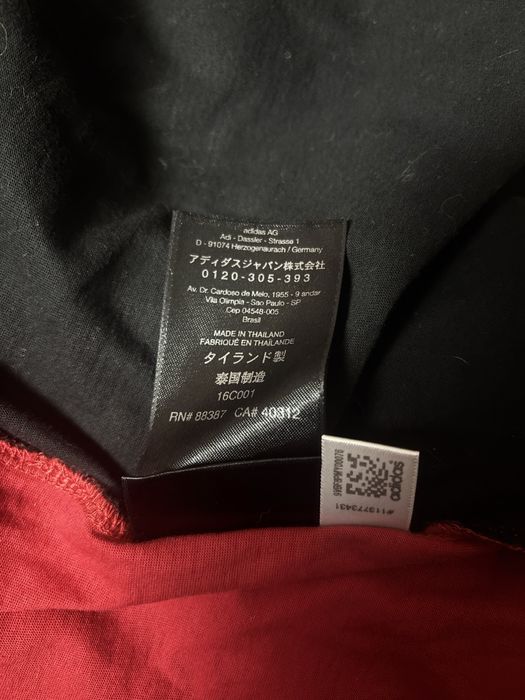 adidas AG
Adi - Dassler - Strasse 1
D - 91074 Herzogenaurach / Germany
アディダスジャパン株式会社
0120-305-393
Av. Dr. Cardoso de Melo, 1955 - 9 andar
Vila Olimpia - Sao Paulo - SP
Cep 04548-005
Brasil
MADE IN THAILAND
FABRIQUÉ EN THAÏLANDE
タイランド製
泰国制造
16C001
RN# 88387 CA# 40312
adidas
#113773431